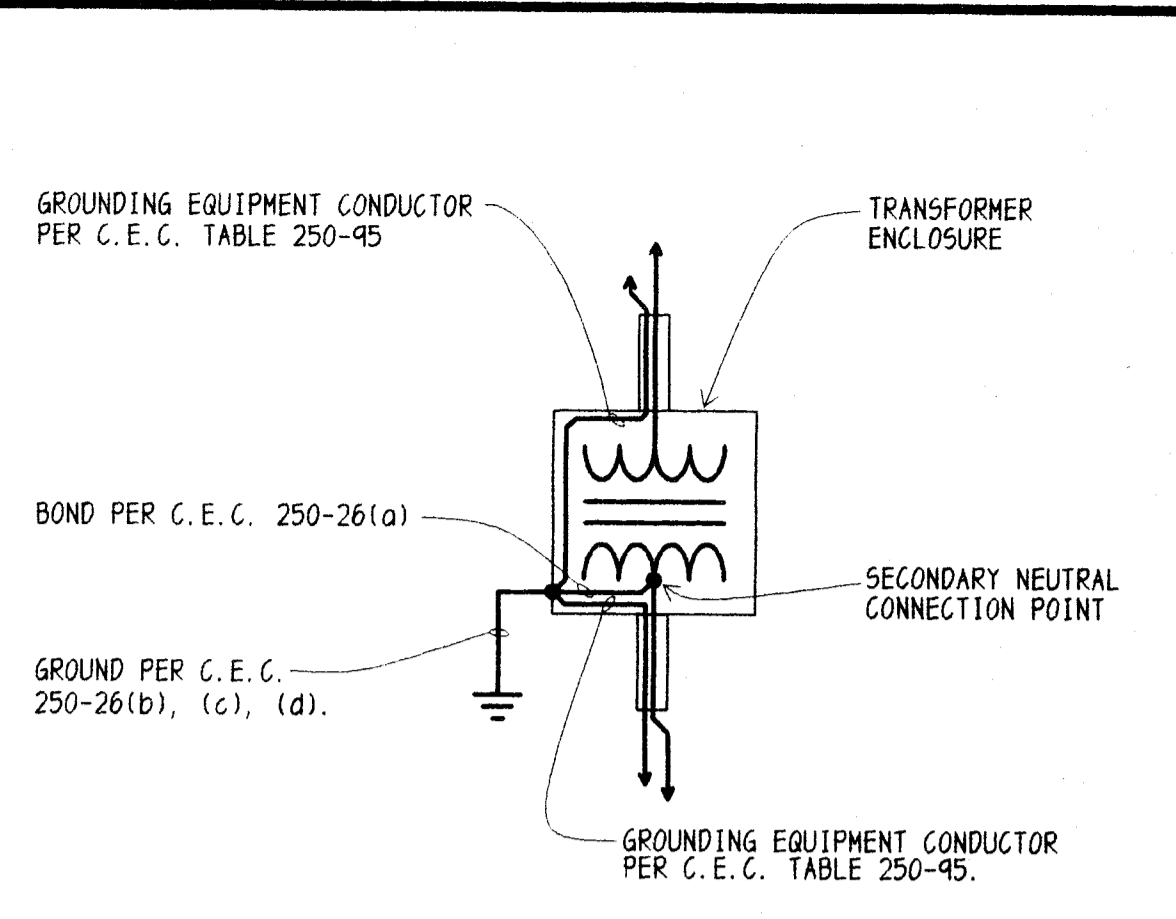 GROUNDING EQUIPMENT CONDUCTOR
PER C.E.C. TABLE 250-95
TRANSFORMER
ENCLOSURE
BOND PER C.E.C. 250-26(a)
SECONDARY NEUTRAL
CONNECTION POINT
GROUND PER C.E.C.
250-26(b), (c), (d).
GROUNDING EQUIPMENT CONDUCTOR
PER C.E.C. TABLE 250-95.